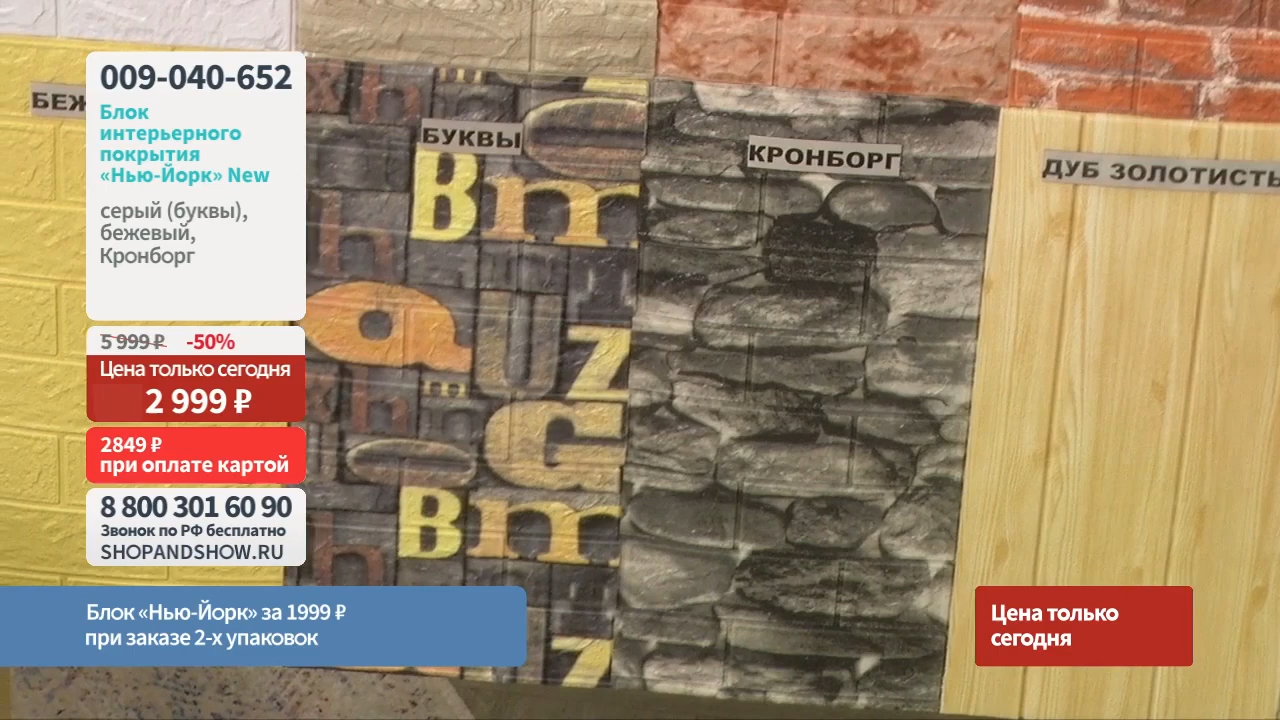 009-040-652
Блок
интерьерного
покрытия
«Нью-Йорк» New
серый (буквы),
бежевый,
Кронборг
5 999 ₽ -50%
Цена только сегодня
2 999 ₽
2849 ₽
при оплате картой
8 800 301 60 90
Звонок по РФ бесплатно
SHOPANDSHOW.RU
Блок «Нью-Йорк» за 1999 ₽
при заказе 2-х упаковок
Цена только
сегодня
БЕЖ
БУКВЫ
КРОНБОРГ
ДУБ ЗОЛОТИСТЫ
B m
Q U Z
G
B m
Z